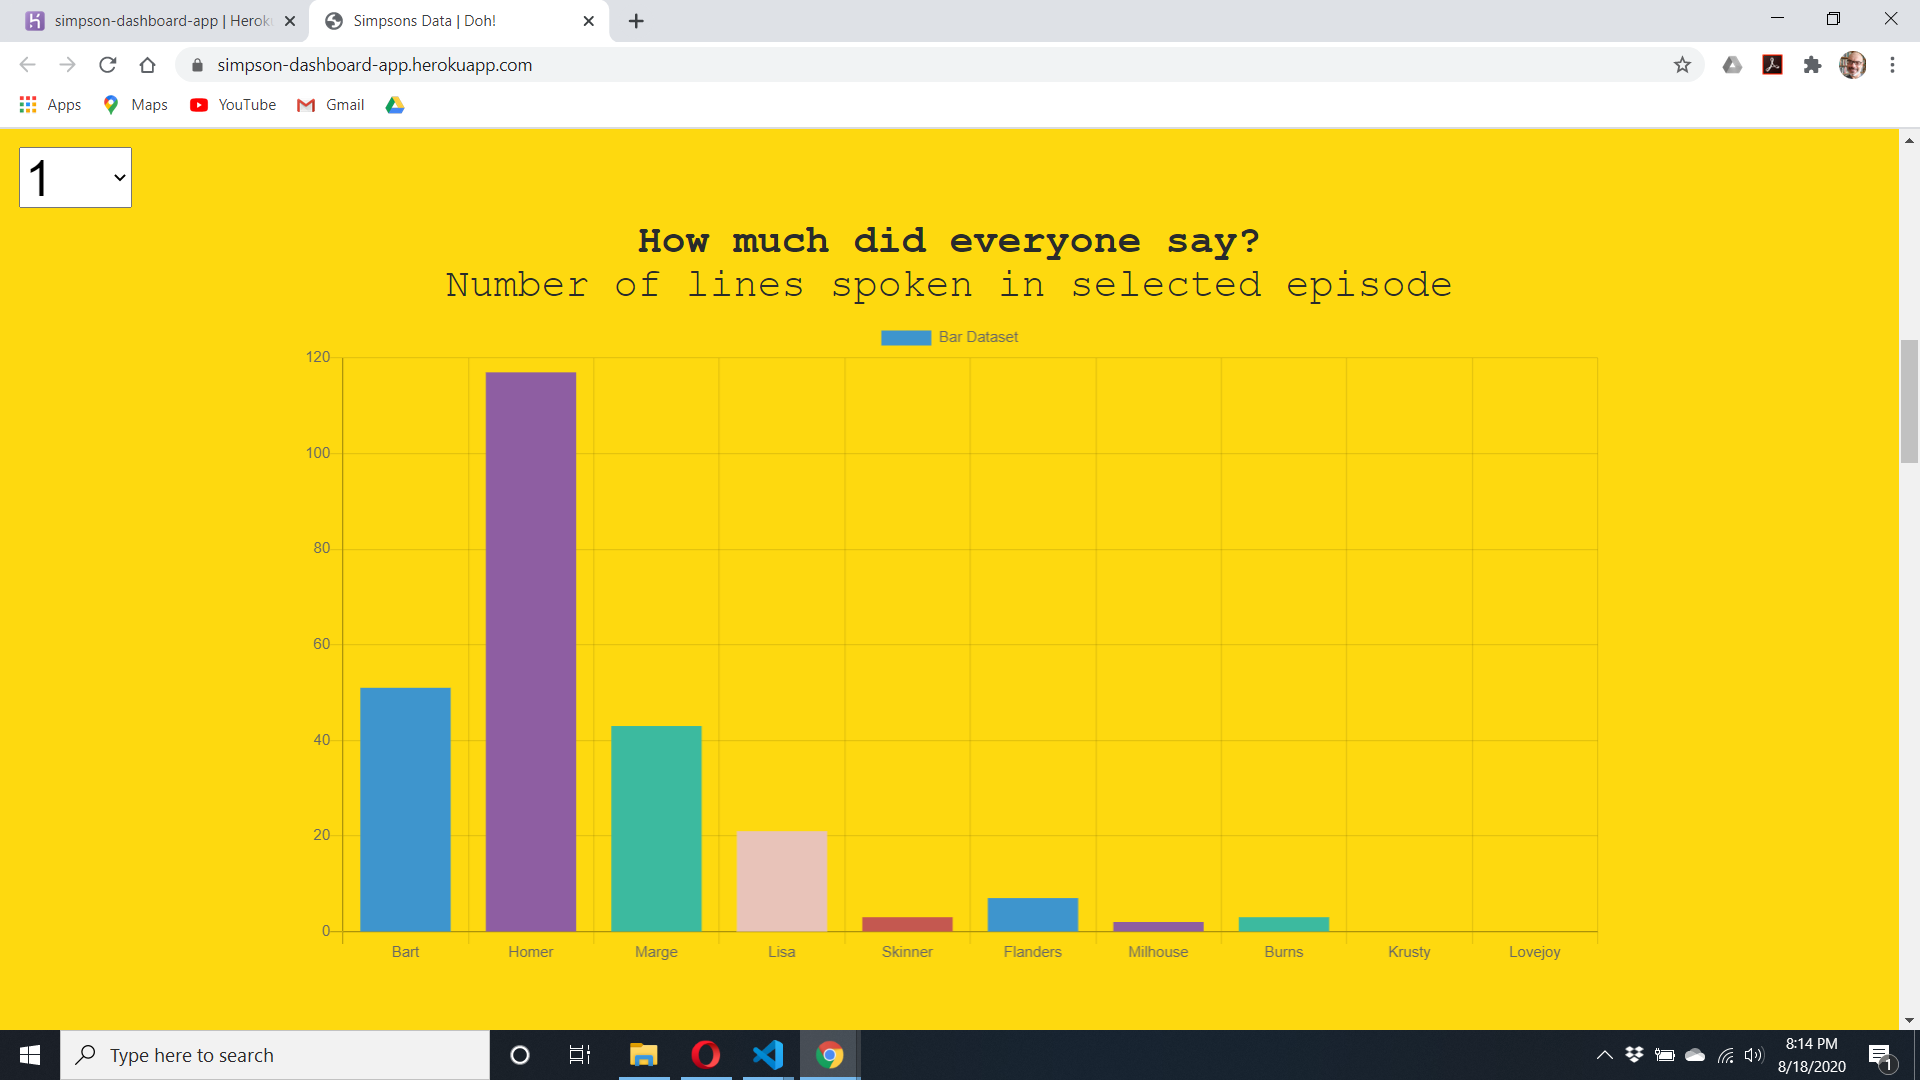 simpson-dashboard-app | Herok
Simpsons Data | Doh!
simpson-dashboard-app.herokuapp.com
Apps
Maps
YouTube
Gmail
1
How much did everyone say?
Number of lines spoken in selected episode
Bar Dataset
120
100
80
60
40
20
0
Bart Homer Marge Lisa Skinner Flanders Milhouse Burns Krusty Lovejoy
Type here to search
8:14 PM
8/18/2020
1